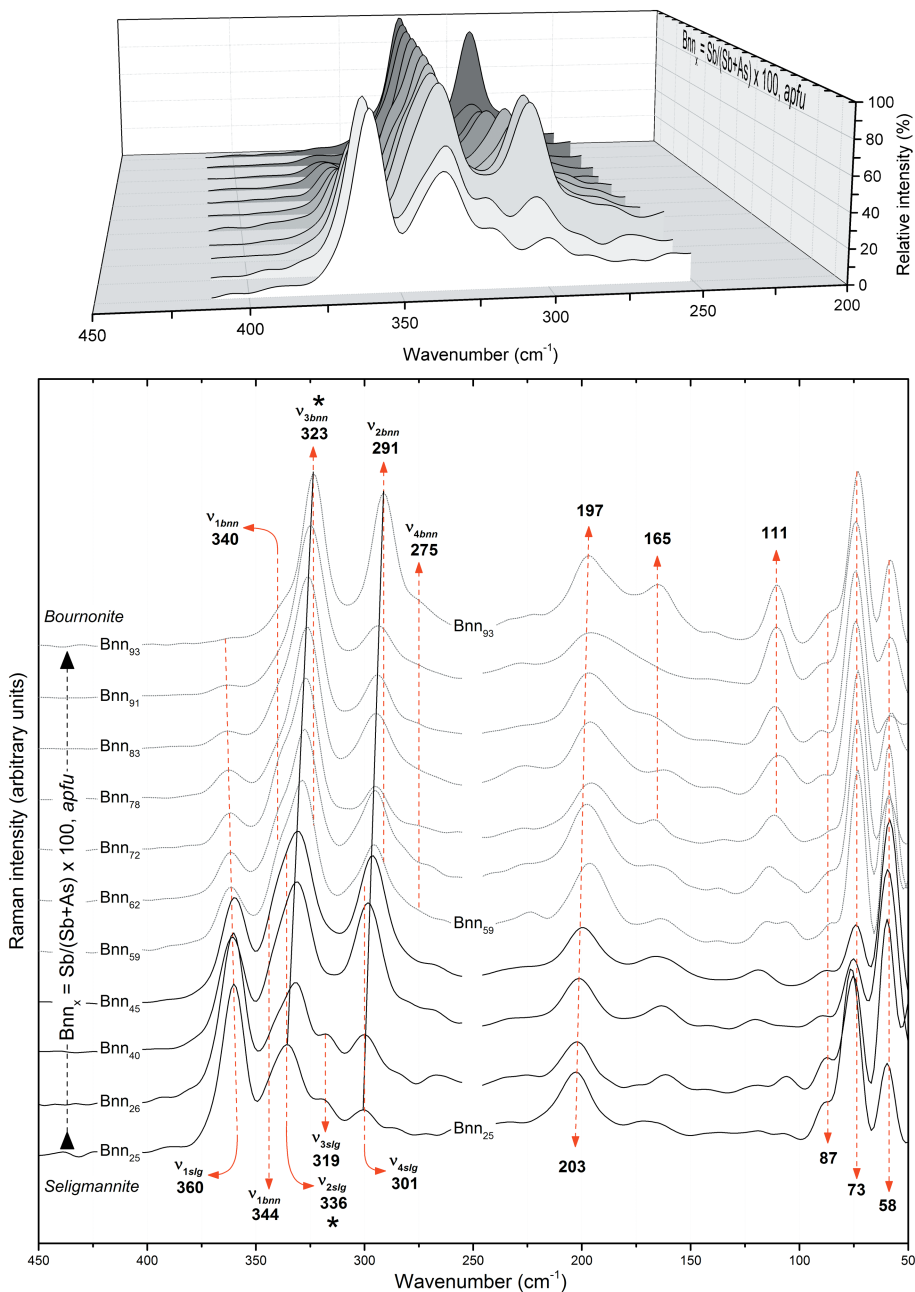 Bnn_x = Sb/(Sb+As) x 100, apfu
100
80
60
40
20
0
Relative intensity (%)
450
400
350
300
250
200
Wavenumber (cm⁻¹)
*
ν3bnn
323
ν2bnn
291
ν1bnn
340
ν4bnn
275
197
165
111
Bournonite
Bnn93
Bnn93
Bnn91
Bnn83
Bnn78
Bnn72
Bnn62
Bnn59
Bnn59
Bnn45
Bnn40
Bnn26
Bnn25
Bnn25
Bnn_x = Sb/(Sb+As) x 100, apfu
Raman intensity (arbitrary units)
Seligmannite
ν1slg
360
ν1bnn
344
ν2slg
336
*
ν3slg
319
ν4slg
301
203
87
73
58
450
400
350
300
250
200
150
100
50
Wavenumber (cm⁻¹)